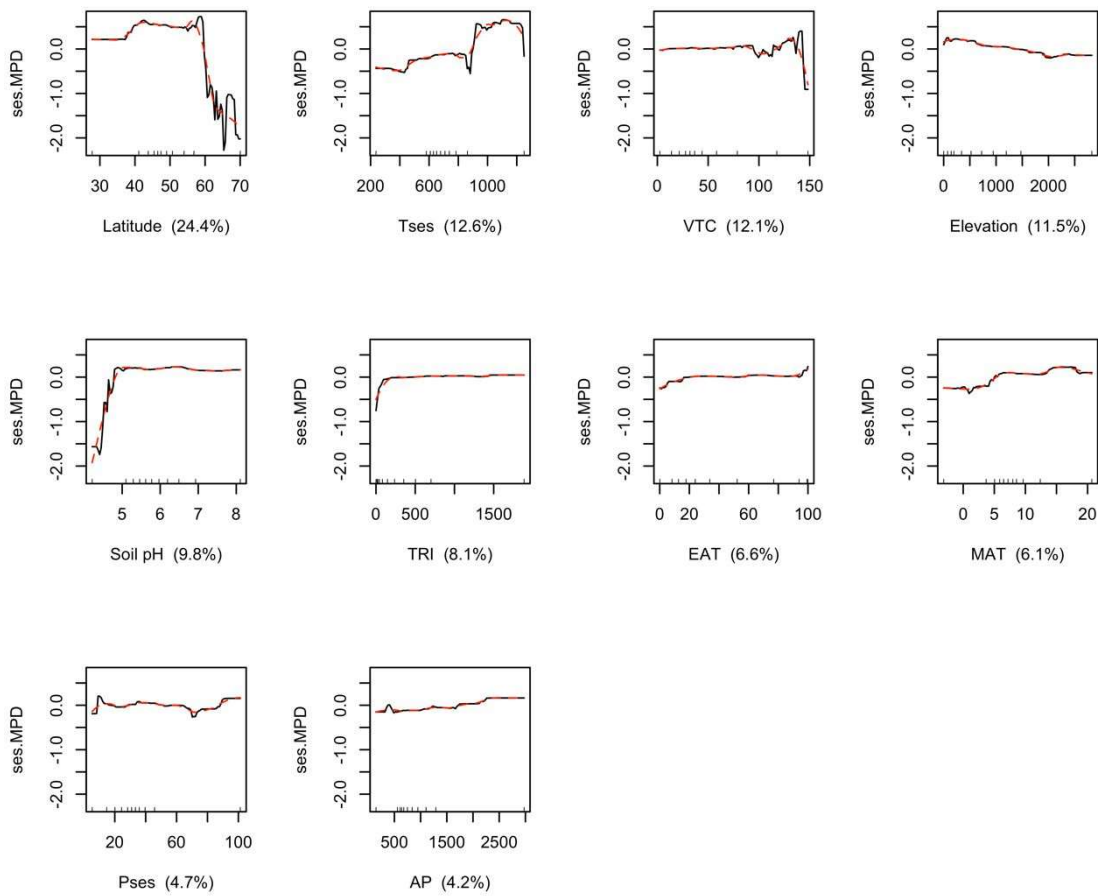 ses.MPD
0.0
-1.0
-2.0
30 40 50 60 70
Latitude (24.4%)
ses.MPD
0.0
-1.0
-2.0
200 600 1000
Tses (12.6%)
ses.MPD
0.0
-1.0
-2.0
0 50 100 150
VTC (12.1%)
ses.MPD
0.0
-1.0
-2.0
0 1000 2000
Elevation (11.5%)
ses.MPD
0.0
-1.0
-2.0
5 6 7 8
Soil pH (9.8%)
ses.MPD
0.0
-1.0
-2.0
0 500 1500
TRI (8.1%)
ses.MPD
0.0
-1.0
-2.0
0 20 40 60 80 100
EAT (6.6%)
ses.MPD
0.0
-1.0
-2.0
0 5 10 20
MAT (6.1%)
ses.MPD
0.0
-1.0
-2.0
20 60 100
Pses (4.7%)
ses.MPD
0.0
-1.0
-2.0
500 1500 2500
AP (4.2%)